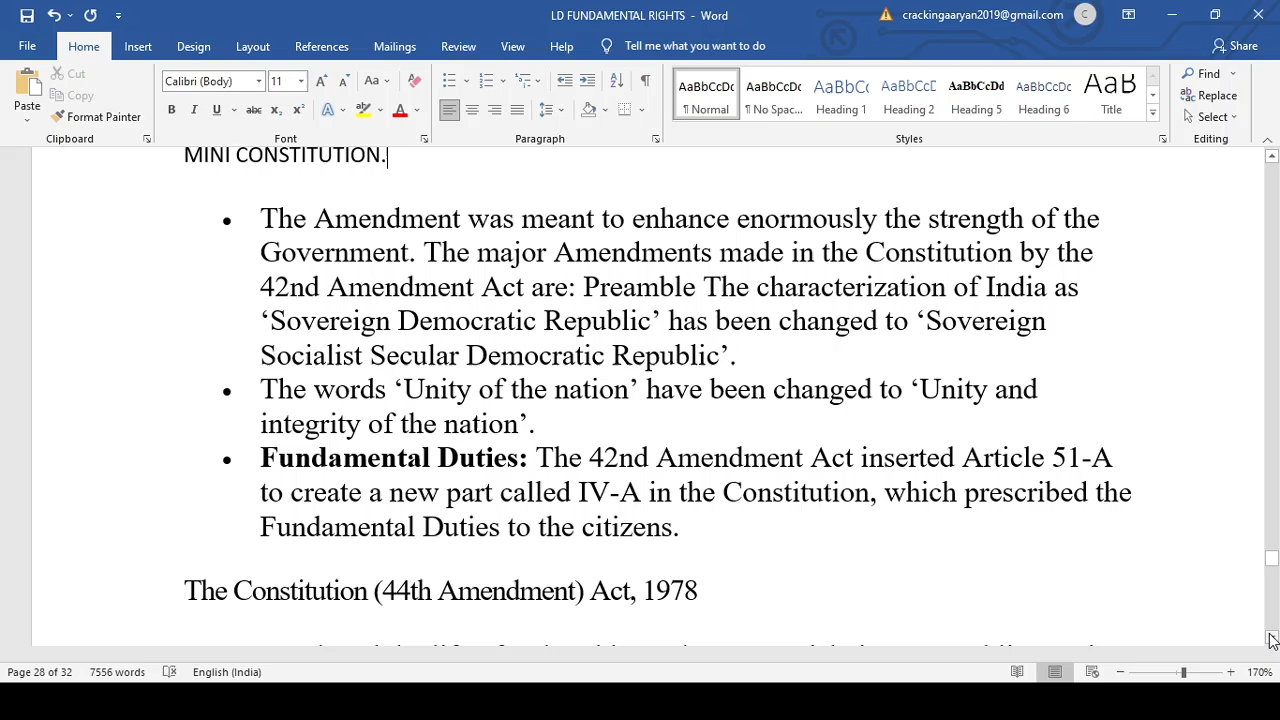 LD FUNDAMENTAL RIGHTS - Word
crackingaaryan2019@gmail.com
C
File Home Insert Design Layout References Mailings Review View Help Tell me what you want to do Share
Paste
Cut
Copy
Format Painter
Clipboard
Calibri (Body) 11
Font
Paragraph
AaBbCcDc AaBbCcDc AaBbCc AaBbCcC AaBbCcDd AaBbCcDc AaB
¶ Normal ¶ No Spac... Heading 1 Heading 2 Heading 5 Heading 6 Title
Styles
Find
Replace
Select
Editing
MINI CONSTITUTION.
• The Amendment was meant to enhance enormously the strength of the
Government. The major Amendments made in the Constitution by the
42nd Amendment Act are: Preamble The characterization of India as
‘Sovereign Democratic Republic’ has been changed to ‘Sovereign
Socialist Secular Democratic Republic’.
• The words ‘Unity of the nation’ have been changed to ‘Unity and
integrity of the nation’.
• Fundamental Duties: The 42nd Amendment Act inserted Article 51-A
to create a new part called IV-A in the Constitution, which prescribed the
Fundamental Duties to the citizens.
The Constitution (44th Amendment) Act, 1978
Page 28 of 32 7556 words English (India) 170%